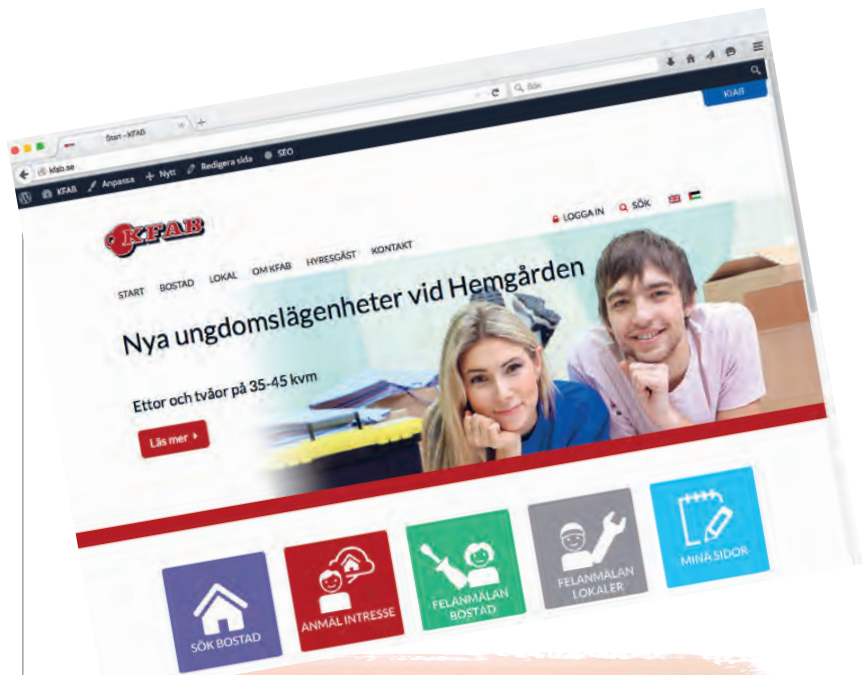 Start - KFAB
kfab.se
Sök
KFAB Anpassa Nytt Redigera sida SEO
KIAB
KFAB
LOGGA IN SÖK
START BOSTAD LOKAL OM KFAB HYRESGÄST KONTAKT
Nya ungdomslägenheter vid Hemgården
Ettor och tvåor på 35-45 kvm
Läs mer
SÖK BOSTAD
ANMÄL INTRESSE
FELANMÄLAN
BOSTAD
FELANMÄLAN
LOKALER
MINA SIDOR